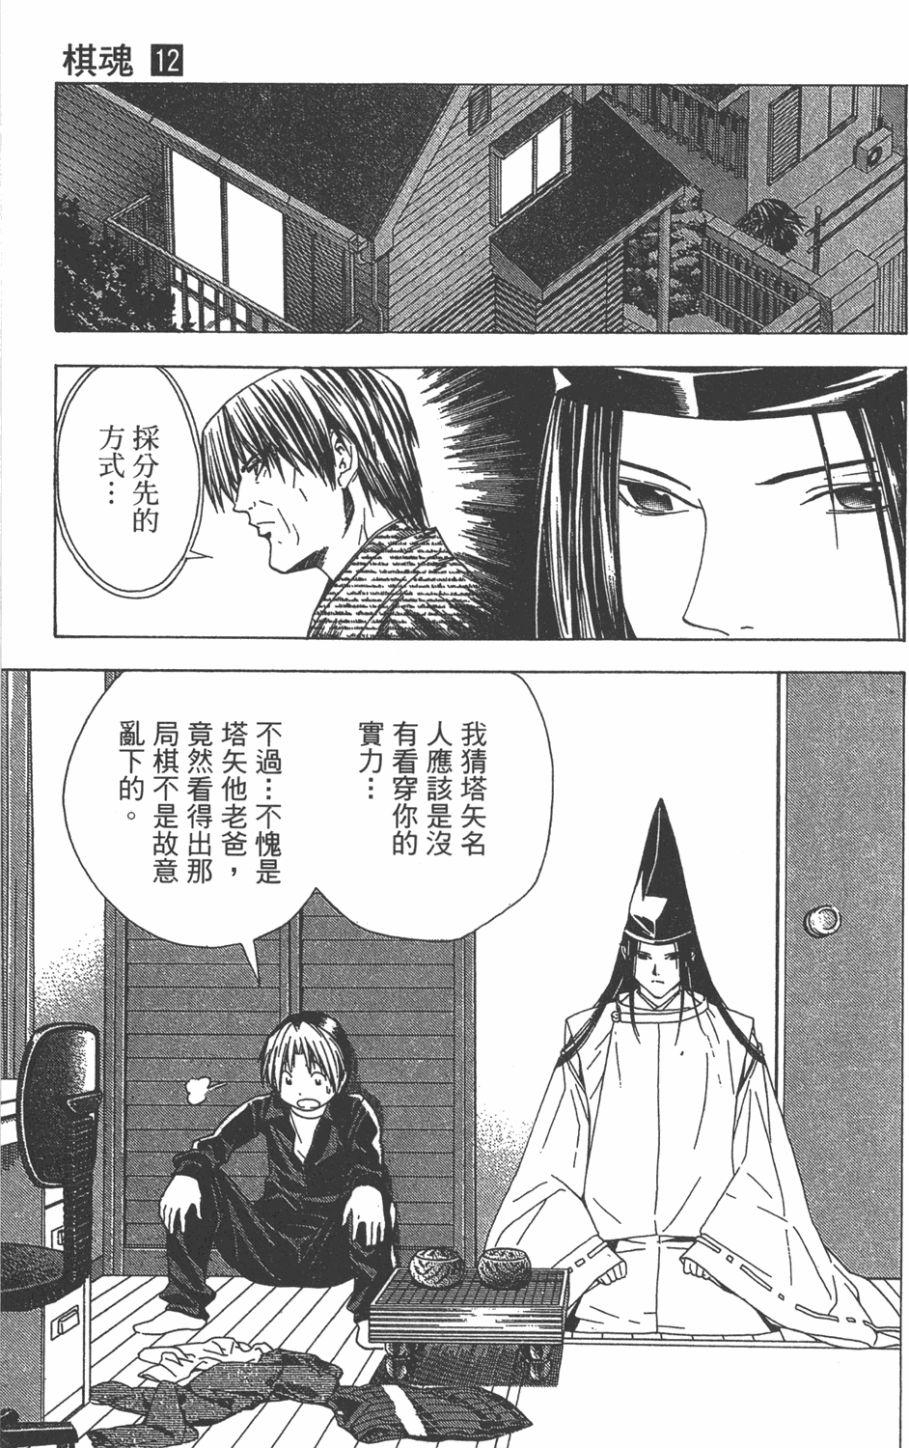 棋魂 12
採分先的
方式…
我猜塔矢名
人應該是沒
有看穿你的
實力…
不過…不愧是
塔矢他老爸，
竟然看得出那
局棋不是故意
亂下的。